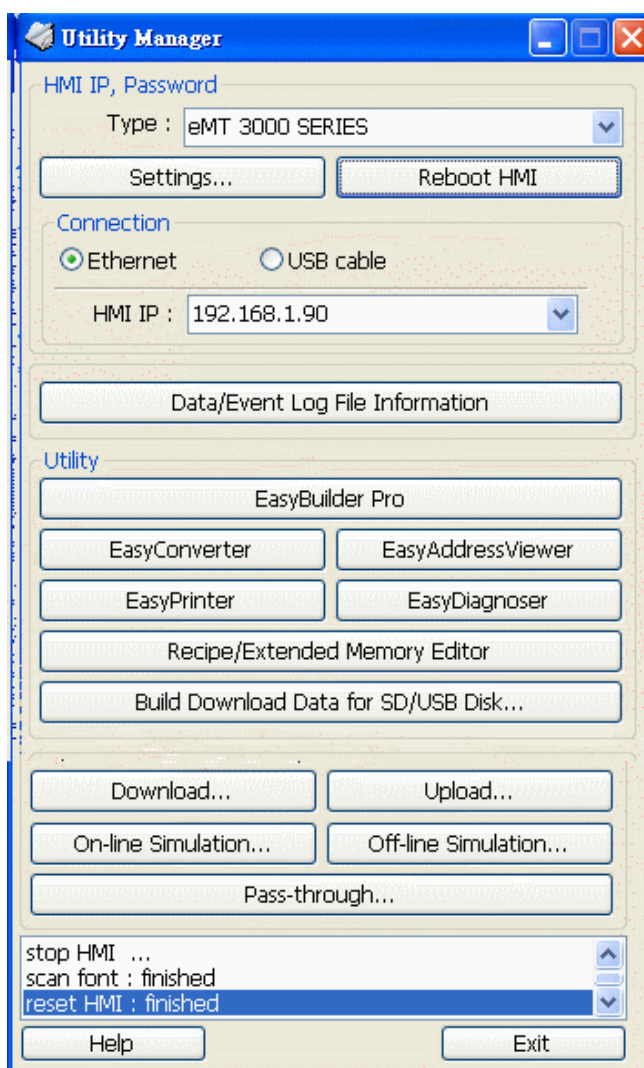 Utility Manager
HMI IP, Password
Type : eMT 3000 SERIES
Settings... Reboot HMI
Connection
Ethernet USB cable
HMI IP : 192.168.1.90
Data/Event Log File Information
Utility
EasyBuilder Pro
EasyConverter EasyAddressViewer
EasyPrinter EasyDiagnoser
Recipe/Extended Memory Editor
Build Download Data for SD/USB Disk...
Download... Upload...
On-line Simulation... Off-line Simulation...
Pass-through...
stop HMI ...
scan font : finished
reset HMI : finished
Help Exit